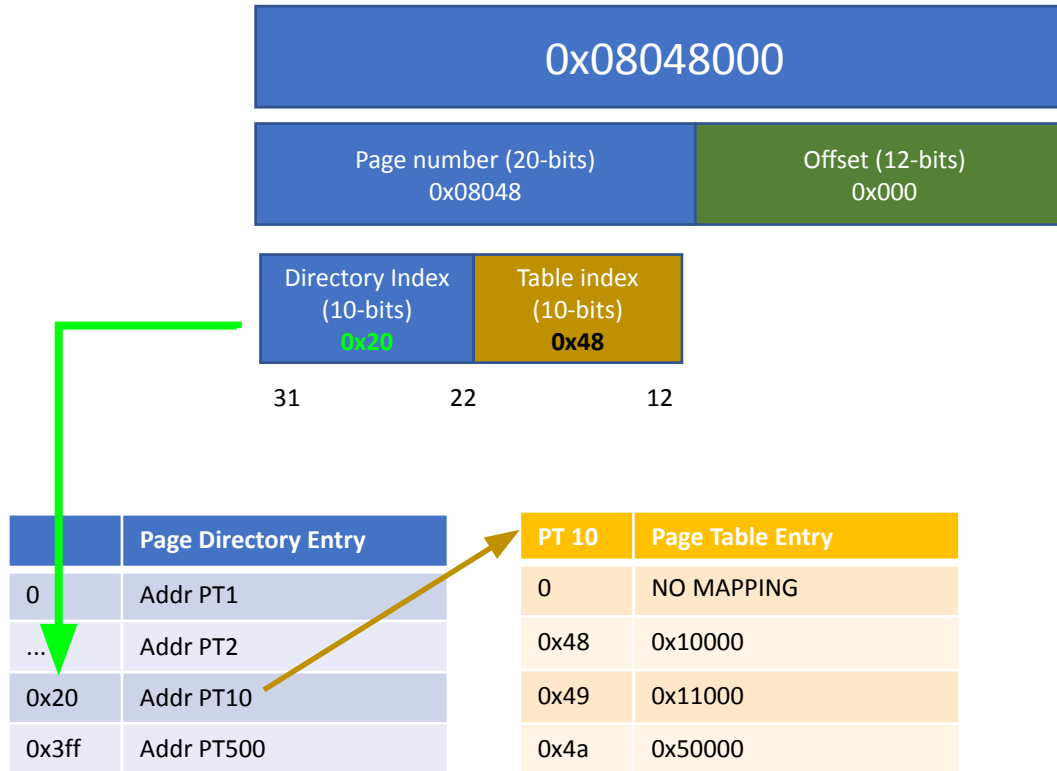 0x08048000
Page number (20-bits)
0x08048
Offset (12-bits)
0x000
Directory Index
(10-bits)
0x20
Table index
(10-bits)
0x48
31
22
12
Page Directory Entry
0
Addr PT1
...
Addr PT2
0x20
Addr PT10
0x3ff
Addr PT500
PT 10
Page Table Entry
0
NO MAPPING
0x48
0x10000
0x49
0x11000
0x4a
0x50000